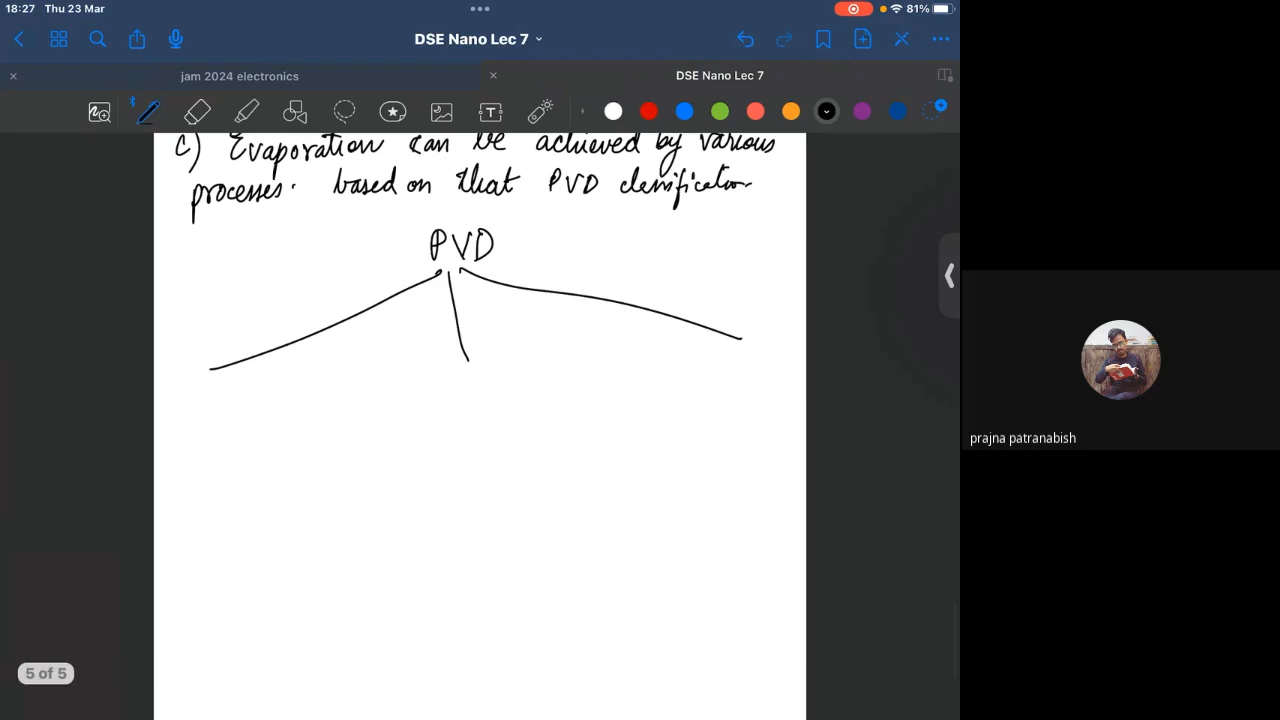 18:27 Thu 23 Mar
81%
DSE Nano Lec 7
jam 2024 electronics
DSE Nano Lec 7
T
c) Evaporation can be achieved by various
processes. based on that PVD classification
PVD
prajna patranabish
5 of 5